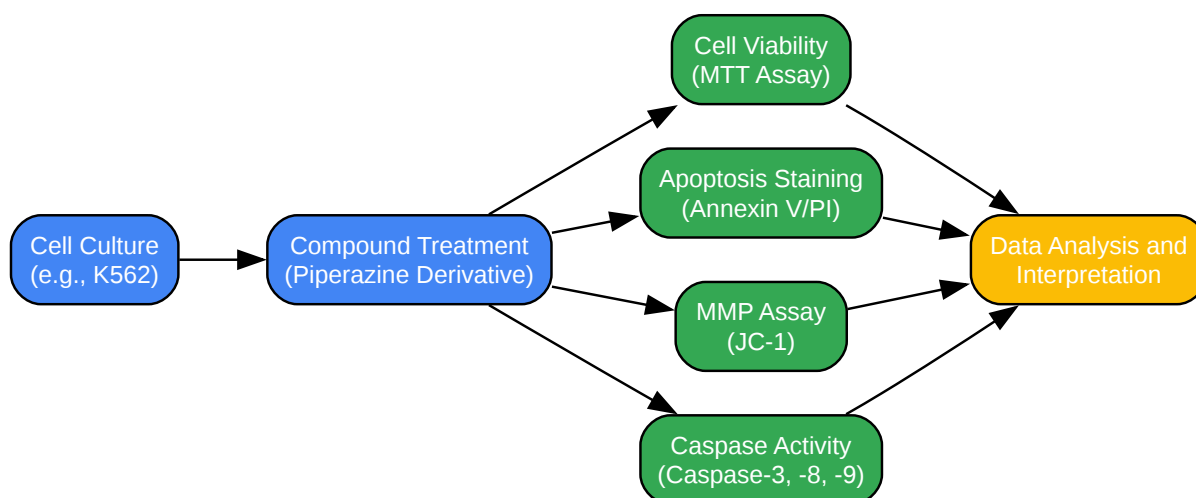 Cell Culture
(e.g., K562)
Compound Treatment
(Piperazine Derivative)
Cell Viability
(MTT Assay)
Apoptosis Staining
(Annexin V/PI)
MMP Assay
(JC-1)
Caspase Activity
(Caspase-3, -8, -9)
Data Analysis and
Interpretation